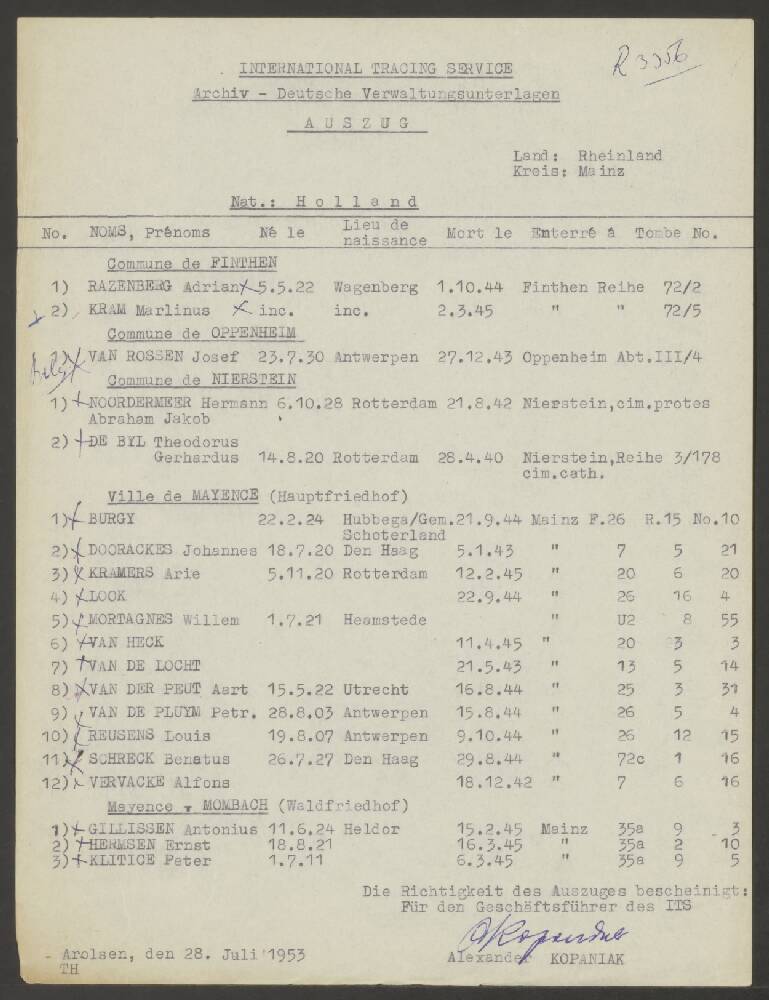 R 3956
INTERNATIONAL TRACING SERVICE
Archiv - Deutsche Verwaltungsunterlagen
A U S Z U G
Land: Rheinland
Kreis: Mainz
Nat.: H o l l a n d
No. NOMS, Prénoms Né le Lieu de naissance Mort le Enterré á Tombe No.
Commune de FINTHEN
1) RAZENBERG Adrian 5.5.22 Wagenberg 1.10.44 Finthen Reihe 72/2
2) KRAM Marlinus inc. inc. 2.3.45 " " 72/5
Commune de OPPENHEIM
VAN ROSSEN Josef 23.7.30 Antwerpen 27.12.43 Oppenheim Abt.III/4
Commune de NIERSTEIN
1) NOORDERMEER Hermann 6.10.28 Rotterdam 21.8.42 Nierstein,cim.protes
Abraham Jakob
2) DE BYL Theodorus
Gerhardus 14.8.20 Rotterdam 28.4.40 Nierstein,Reihe 3/178
cim.cath.
Ville de MAYENCE (Hauptfriedhof)
1) BURGY 22.2.24 Hubbega/Gem.21.9.44 Mainz F.26 R.15 No.10
Schoterland
2) DOORACKES Johannes 18.7.20 Den Haag 5.1.43 " 7 5 21
3) KRAMERS Arie 5.11.20 Rotterdam 12.2.45 " 20 6 20
4) LOOK 22.9.44 " 26 16 4
5) MORTAGNES Willem 1.7.21 Heamstede " U2 8 55
6) VAN HECK 11.4.45 " 20 3 3
7) VAN DE LOCHT 21.5.43 " 13 5 14
8) VAN DER PEUT Aart 15.5.22 Utrecht 16.8.44 " 25 3 31
9) VAN DE PLUYM Petr. 28.8.03 Antwerpen 15.8.44 " 26 5 4
10) REUSENS Louis 19.8.07 Antwerpen 9.10.44 " 26 12 15
11) SCHRECK Benatus 26.7.27 Den Haag 29.8.44 " 72c 1 16
12) VERVACKE Alfons 18.12.42 " 7 6 16
Mayence - MOMBACH (Waldfriedhof)
1) GILLISSEN Antonius 11.6.24 Heldor 15.2.45 Mainz 35a 9 3
2) HERMSEN Ernst 18.8.21 16.3.45 " 35a 2 10
3) KLITICE Peter 1.7.11 6.3.45 " 35a 9 5
Die Richtigkeit des Auszuges bescheinigt:
Für den Geschäftsführer des ITS
Arolsen, den 28. Juli 1953
TH
Alexander KOPANIAK